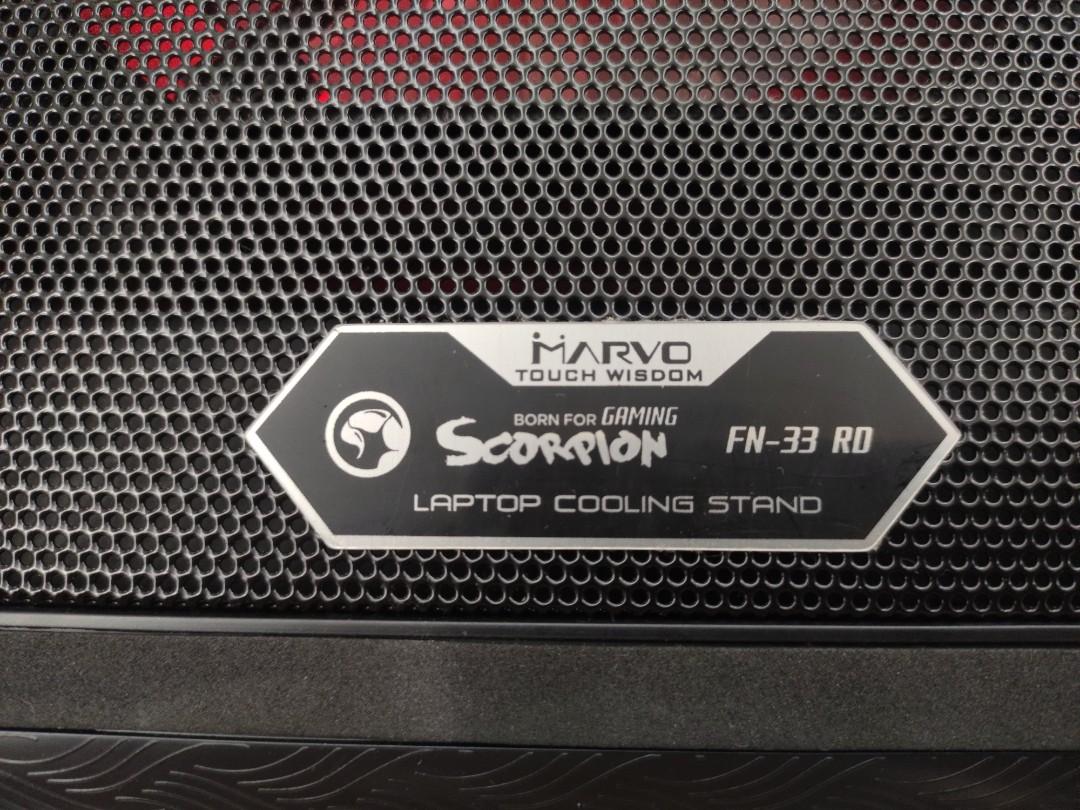 MARVO
TOUCH WISDOM
BORN FOR GAMING
SCORPION
FN-33 RD
LAPTOP COOLING STAND